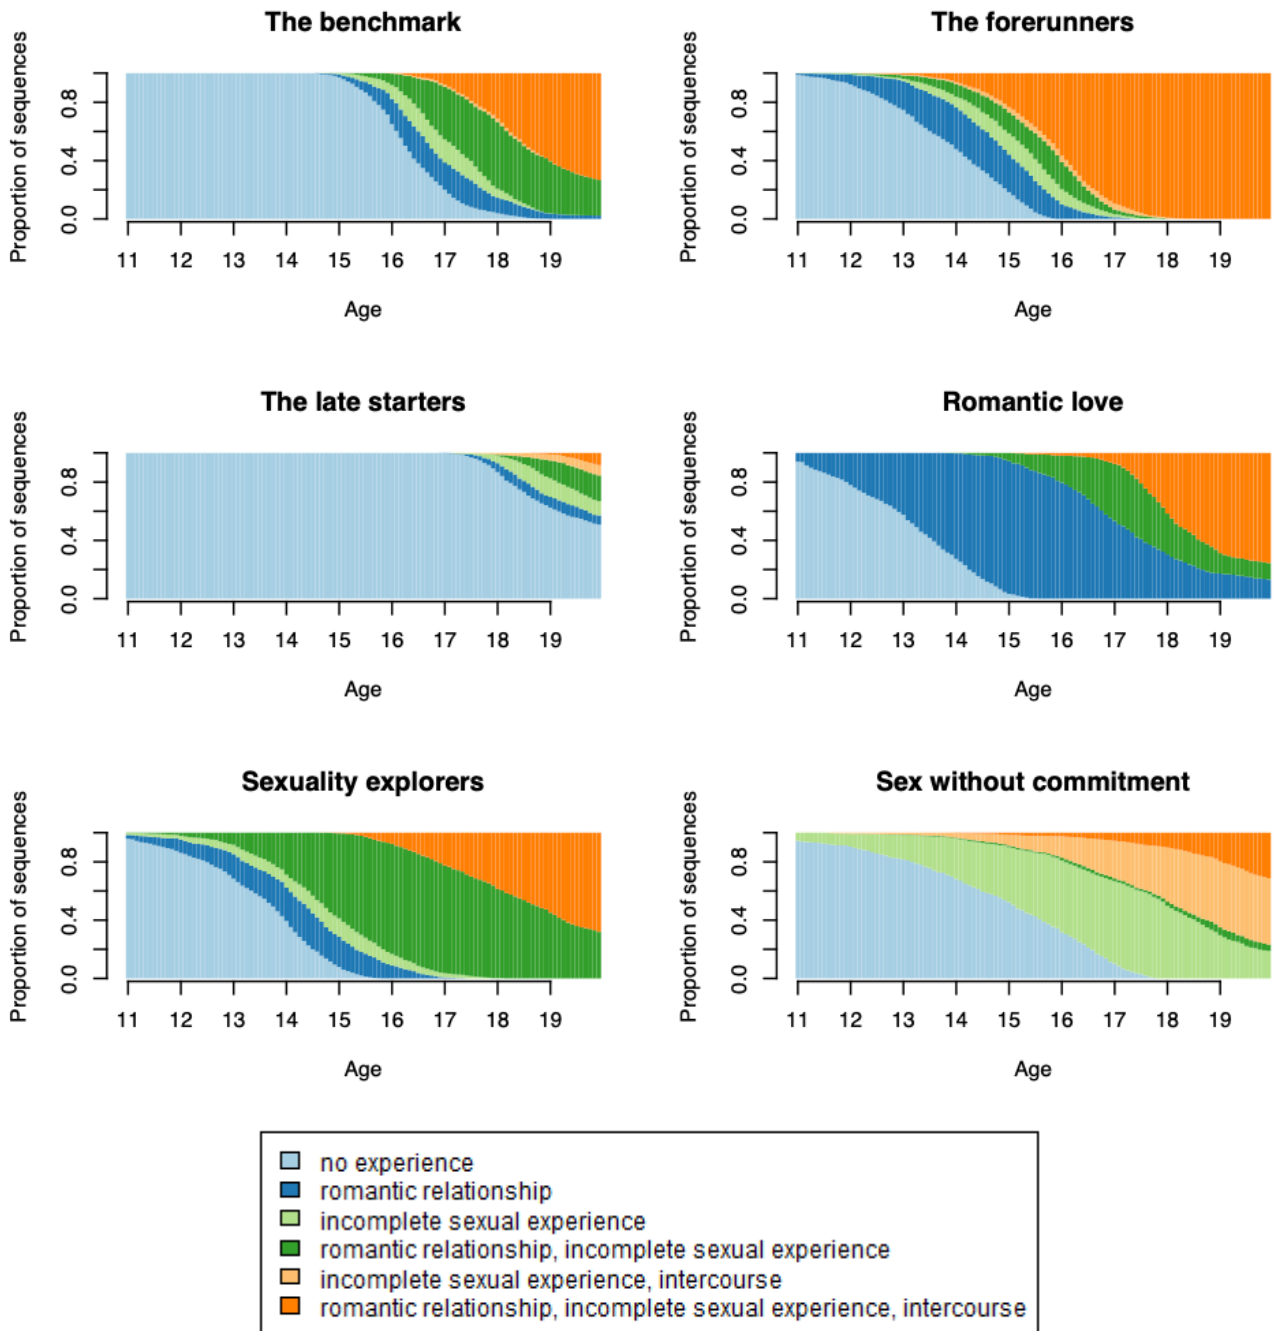 The benchmark
Proportion of sequences
0.0 0.4 0.8
11 12 13 14 15 16 17 18 19
Age
The forerunners
Proportion of sequences
0.0 0.4 0.8
11 12 13 14 15 16 17 18 19
Age
The late starters
Proportion of sequences
0.0 0.4 0.8
11 12 13 14 15 16 17 18 19
Age
Romantic love
Proportion of sequences
0.0 0.4 0.8
11 12 13 14 15 16 17 18 19
Age
Sexuality explorers
Proportion of sequences
0.0 0.4 0.8
11 12 13 14 15 16 17 18 19
Age
Sex without commitment
Proportion of sequences
0.0 0.4 0.8
11 12 13 14 15 16 17 18 19
Age
no experience
romantic relationship
incomplete sexual experience
romantic relationship, incomplete sexual experience
incomplete sexual experience, intercourse
romantic relationship, incomplete sexual experience, intercourse